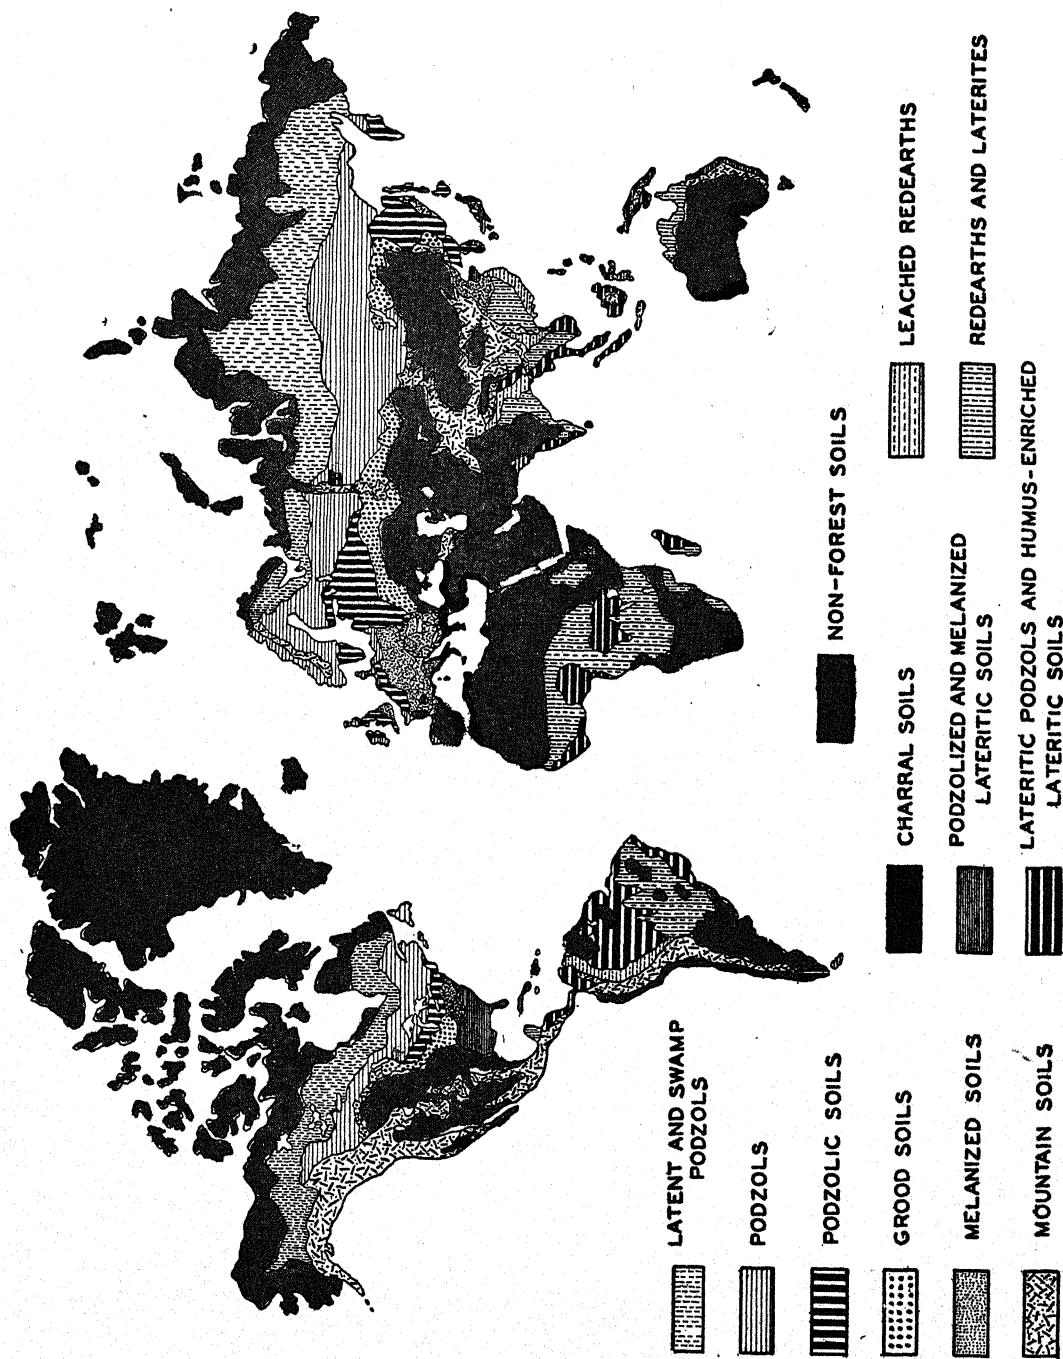 NON-FOREST SOILS
LATENT AND SWAMP
PODZOLS
PODZOLS
PODZOLIC SOILS
GROOD SOILS
MELANIZED SOILS
MOUNTAIN SOILS
CHARRAL SOILS
PODZOLIZED AND MELANIZED
LATERITIC SOILS
LATERITIC PODZOLS AND HUMUS-ENRICHED
LATERITIC SOILS
LEACHED REDEARTHS
REDEARTHS AND LATERITES